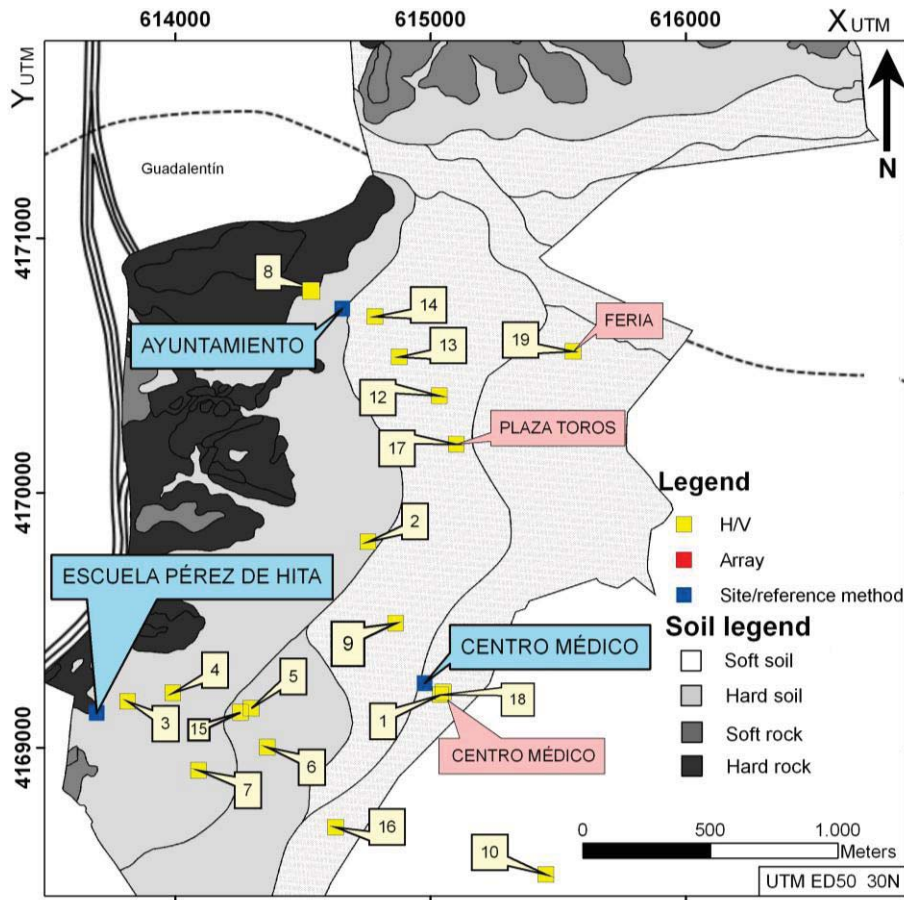 614000
615000
616000
X UTM
Y UTM
4171000
4170000
4169000
Guadalentín
N
8
14
AYUNTAMIENTO
13
19
FERIA
12
17
PLAZA TOROS
2
ESCUELA PÉREZ DE HITA
9
CENTRO MÉDICO
4
5
3
15
1
18
CENTRO MÉDICO
6
7
16
10
Legend
H/V
Array
Site/reference method
Soil legend
Soft soil
Hard soil
Soft rock
Hard rock
0 500 1.000
Meters
UTM ED50 30N